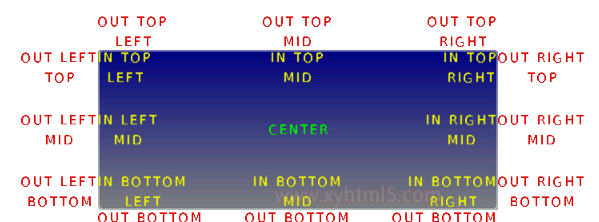 OUT TOP LEFT
OUT TOP MID
OUT TOP RIGHT
OUT LEFT TOP
IN TOP LEFT
IN TOP MID
IN TOP RIGHT
OUT RIGHT TOP
OUT LEFT MID
IN LEFT MID
CENTER
IN RIGHT MID
OUT RIGHT MID
OUT LEFT BOTTOM
IN BOTTOM LEFT
IN BOTTOM MID
IN BOTTOM RIGHT
OUT RIGHT BOTTOM
www.xyhtml5.com
OUT BOTTOM
OUT BOTTOM
OUT BOTTOM